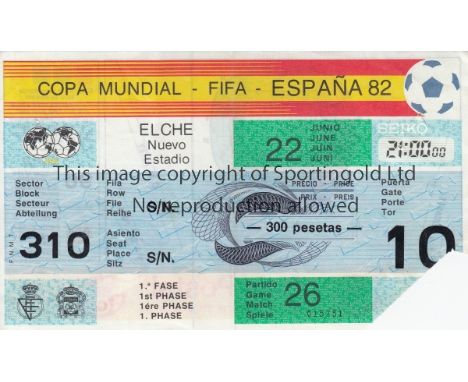 COPA MUNDIAL - FIFA - ESPAÑA 82
ELCHE
Nuevo
Estadio
22
JUNIO
JUNE
JUIN
JUNI
SEIKO
21:00 00
This image copyright of Sportingold Ltd
No reproduction allowed
Sector
Block
Secteur
Abteilung
310
Fila
Row
File
Reihe
S/N.
Asiento
Seat
Place
Sitz
S/N.
PRECIO - PRICE
PRIX - PREIS
300 pesetas
Puerta
Gate
Porte
Tor
10
F.N.M.T.
1.ª FASE
1st PHASE
1ére PHASE
1. PHASE
Partido
Game
Match
Spiele
26